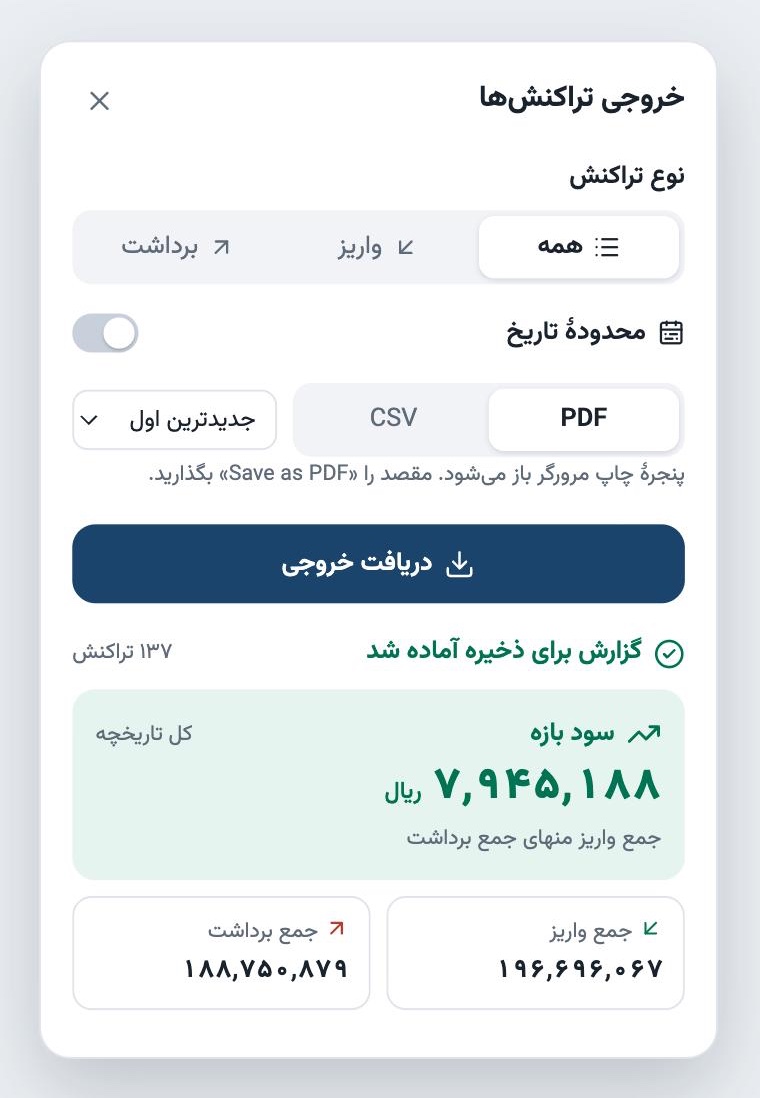 خروجی تراکنش‌ها
نوع تراکنش
همه واریز برداشت
محدودهٔ تاریخ
PDF CSV جدیدترین اول
پنجرهٔ چاپ مرورگر باز می‌شود. مقصد را «Save as PDF» بگذارید.
دریافت خروجی
گزارش برای ذخیره آماده شد ۱۳۷ تراکنش
سود بازه کل تاریخچه
۷,۹۴۵,۱۸۸ ریال
جمع واریز منهای جمع برداشت
جمع واریز جمع برداشت
۱۹۶,۶۹۶,۰۶۷ ۱۸۸,۷۵۰,۸۷۹